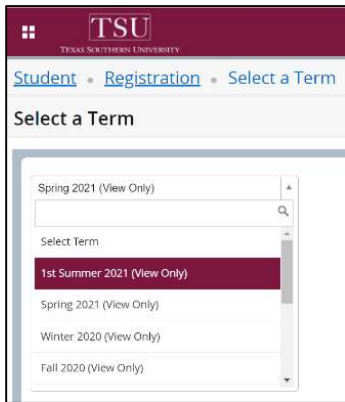 TSU
TEXAS SOUTHERN UNIVERSITY
Student Registration Select a Term
Select a Term
Spring 2021 (View Only)
Select Term
1st Summer 2021 (View Only)
Spring 2021 (View Only)
Winter 2020 (View Only)
Fall 2020 (View Only)